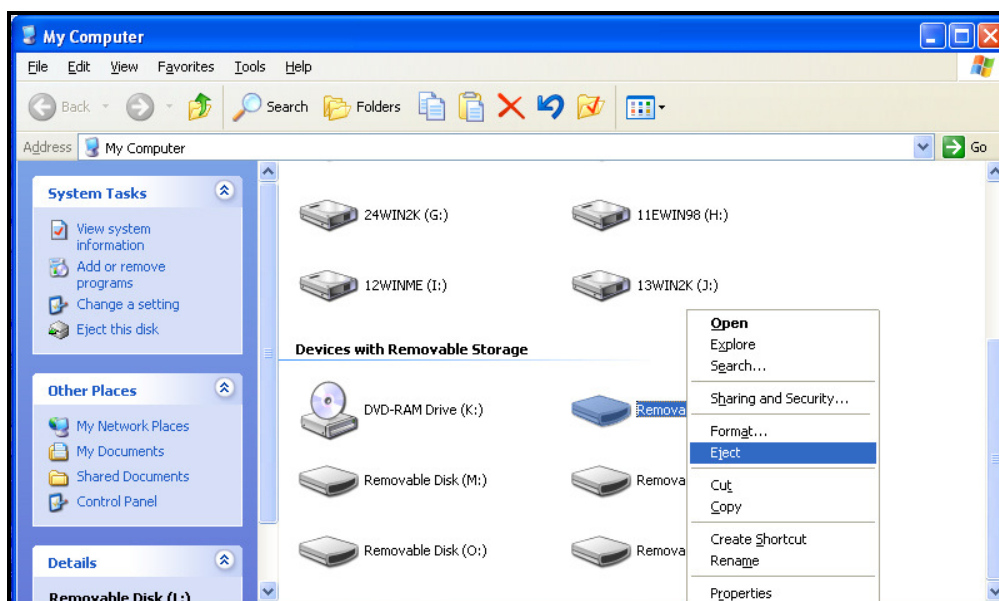 My Computer
File Edit View Favorites Tools Help
Back Search Folders
Address My Computer Go
System Tasks
View system
information
Add or remove
programs
Change a setting
Eject this disk
Other Places
My Network Places
My Documents
Shared Documents
Control Panel
Details
Removable Disk (L:)
24WIN2K (G:) 11EWIN98 (H:)
12WINME (I:) 13WIN2K (J:)
Devices with Removable Storage
DVD-RAM Drive (K:) Remova
Removable Disk (M:) Remova
Removable Disk (O:) Remova
Open
Explore
Search...
Sharing and Security...
Format...
Eject
Cut
Copy
Create Shortcut
Rename
Properties